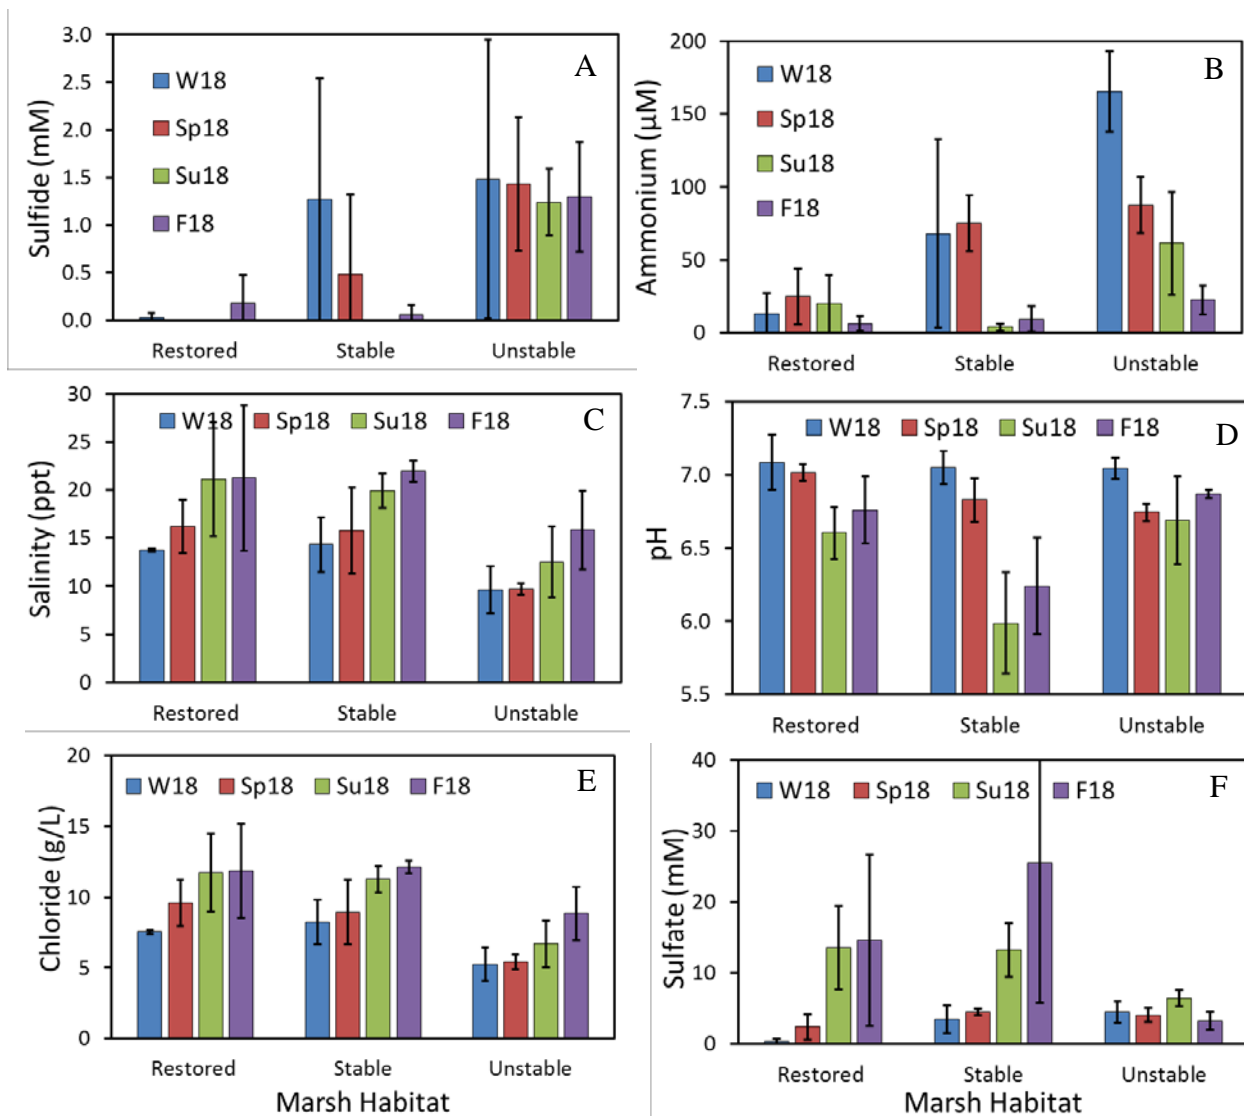 A
Sulfide (mM)
3.0
2.5
2.0
1.5
1.0
0.5
0.0
W18
Sp18
Su18
F18
Restored Stable Unstable
B
Ammonium (µM)
200
150
100
50
0
W18
Sp18
Su18
F18
Restored Stable Unstable
C
Salinity (ppt)
30
25
20
15
10
5
0
W18 Sp18 Su18 F18
Restored Stable Unstable
D
pH
7.5
7.0
6.5
6.0
5.5
W18 Sp18 Su18 F18
Restored Stable Unstable
E
Chloride (g/L)
20
15
10
5
0
W18 Sp18 Su18 F18
Restored Stable Unstable
Marsh Habitat
F
Sulfate (mM)
40
30
20
10
0
W18 Sp18 Su18 F18
Restored Stable Unstable
Marsh Habitat